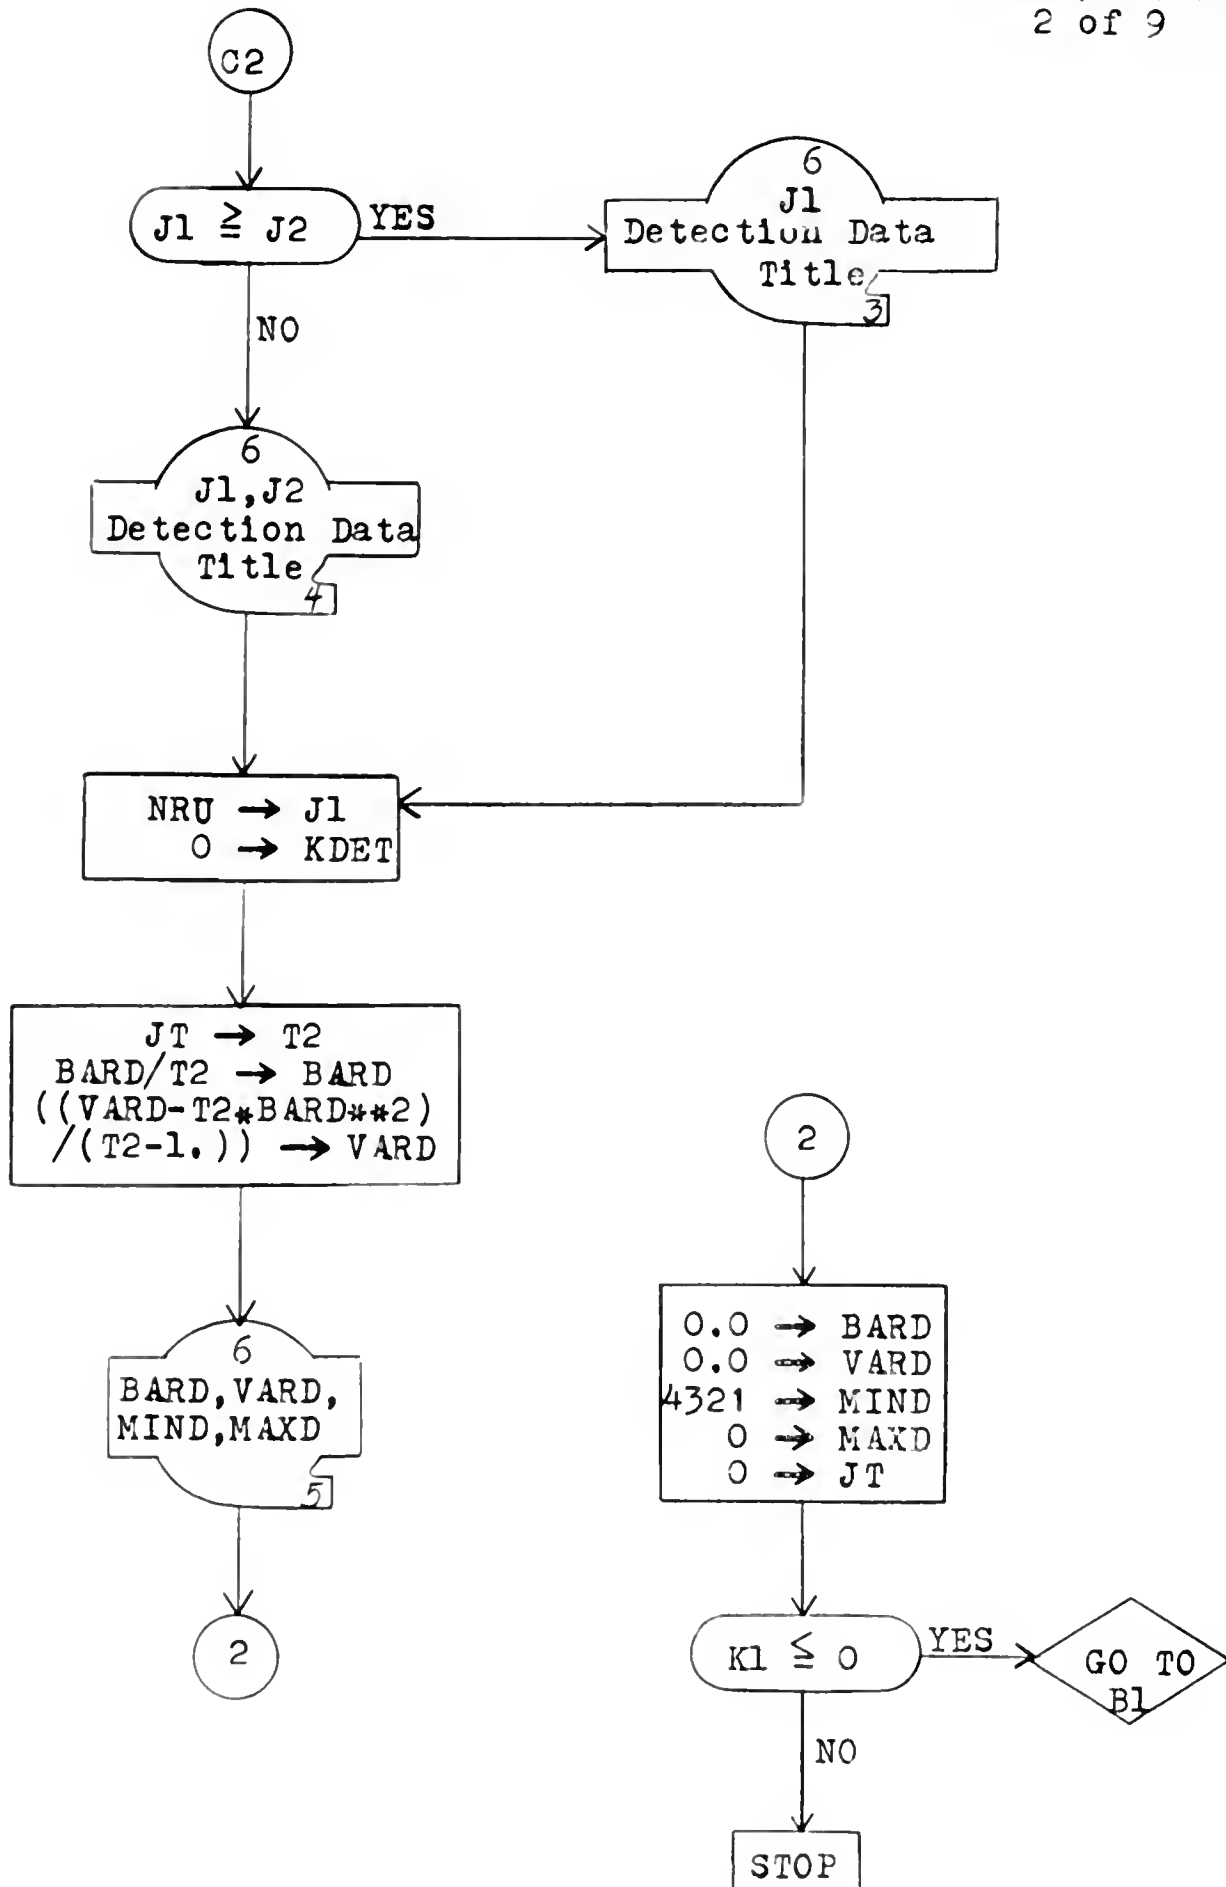 2 of 9
C2
J1 ≧ J2
YES
6
J1
Detection Data
Title
3
NO
6
J1,J2
Detection Data
Title
4
NRU → J1
0 → KDET
JT → T2
BARD/T2 → BARD
((VARD-T2*BARD**2)
/(T2-1.)) → VARD
6
BARD,VARD,
MIND,MAXD
5
2
2
0.0 → BARD
0.0 → VARD
4321 → MIND
0 → MAXD
0 → JT
K1 ≦ 0
YES
GO TO
B1
NO
STOP